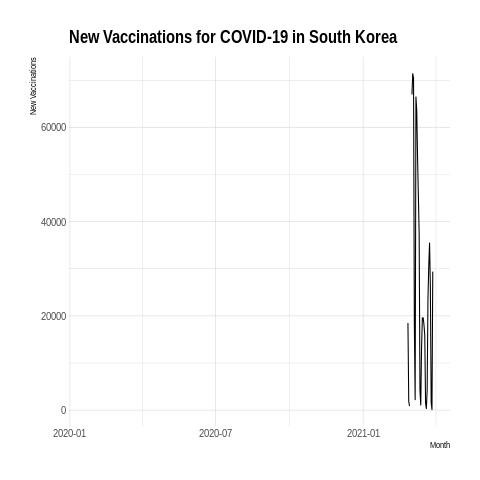 New Vaccinations for COVID-19 in South Korea
New Vaccinations
60000
40000
20000
0
2020-01 2020-07 2021-01
Month